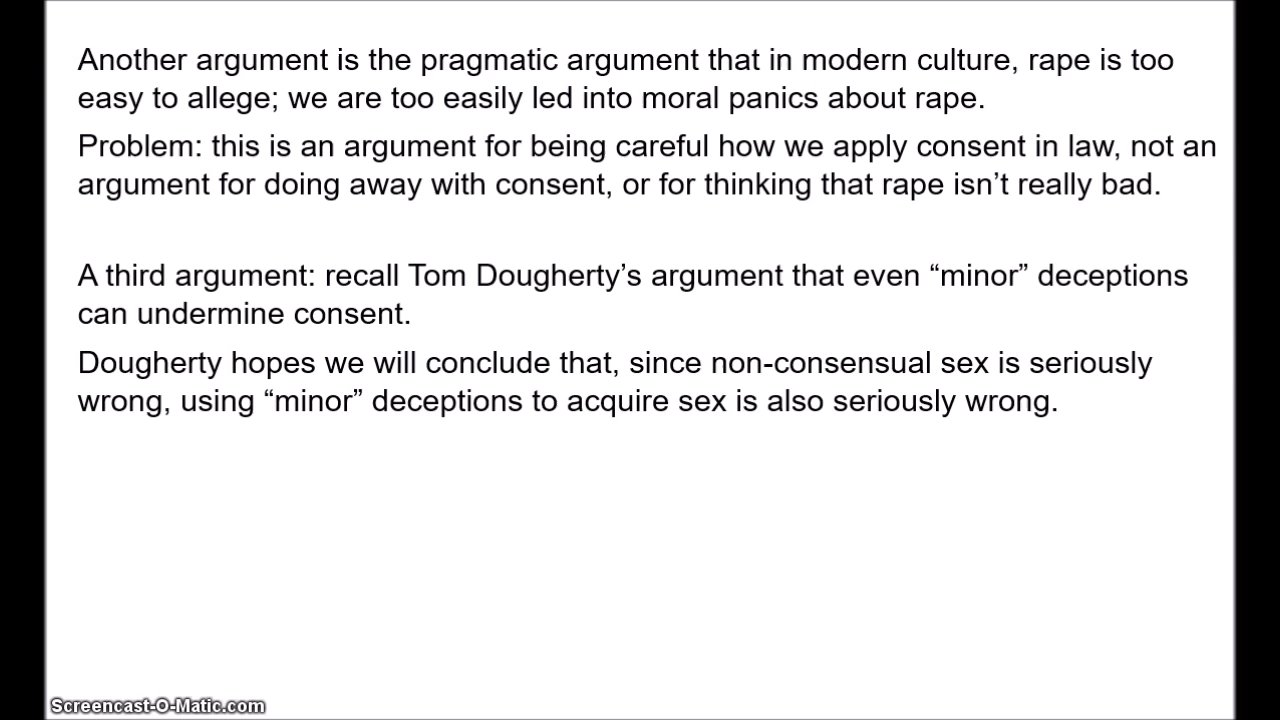 Another argument is the pragmatic argument that in modern culture, rape is too
easy to allege; we are too easily led into moral panics about rape.
Problem: this is an argument for being careful how we apply consent in law, not an
argument for doing away with consent, or for thinking that rape isn’t really bad.
A third argument: recall Tom Dougherty’s argument that even “minor” deceptions
can undermine consent.
Dougherty hopes we will conclude that, since non-consensual sex is seriously
wrong, using “minor” deceptions to acquire sex is also seriously wrong.
Screencast-O-Matic.com